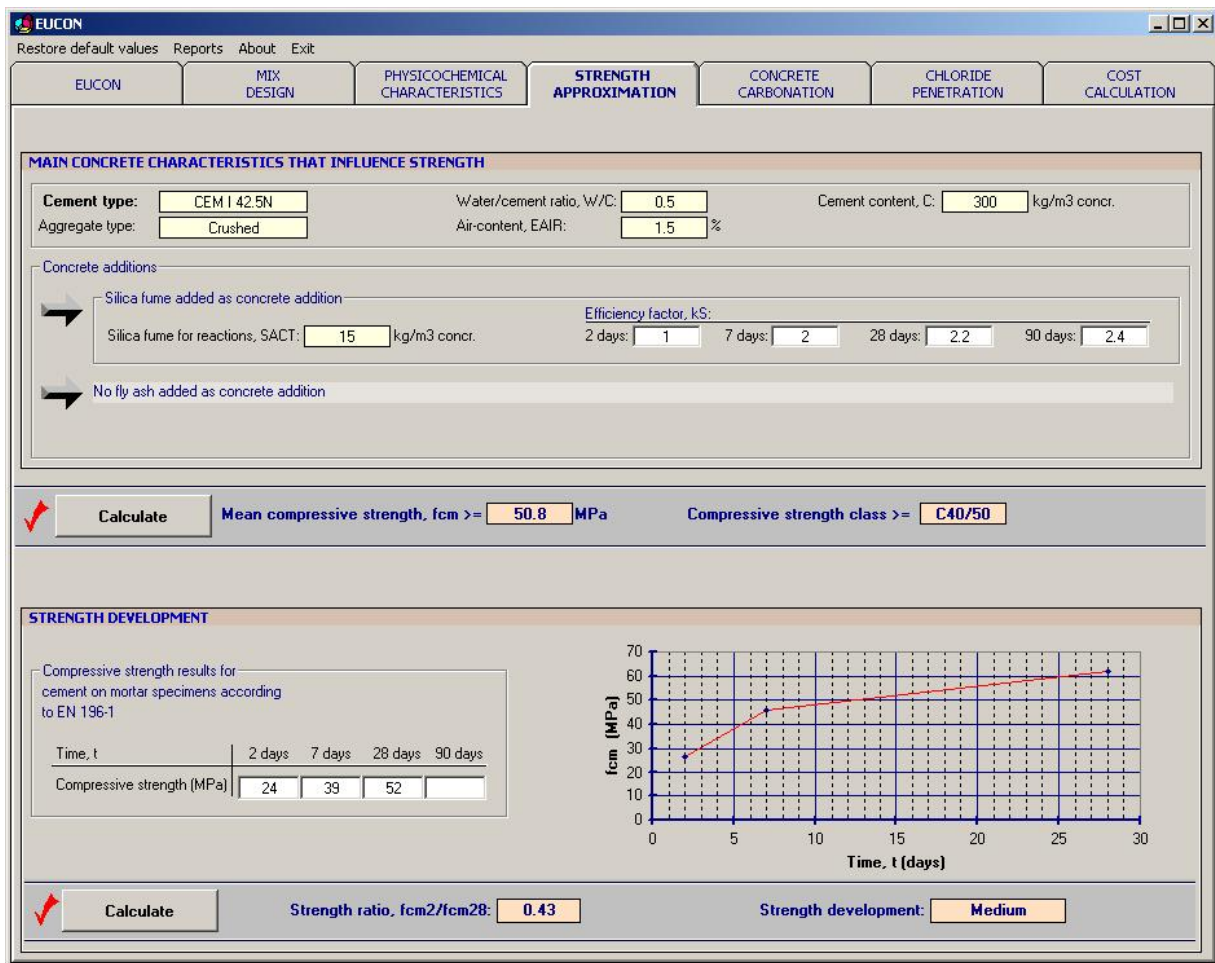 EUCON
Restore default values Reports About Exit
EUCON
MIX
DESIGN
PHYSICOCHEMICAL
CHARACTERISTICS
STRENGTH
APPROXIMATION
CONCRETE
CARBONATION
CHLORIDE
PENETRATION
COST
CALCULATION
MAIN CONCRETE CHARACTERISTICS THAT INFLUENCE STRENGTH
Cement type: CEM I 42.5N Water/cement ratio, W/C: 0.5 Cement content, C: 300 kg/m3 concr.
Aggregate type: Crushed Air-content, EAIR: 1.5 %
Concrete additions
Silica fume added as concrete addition
Efficiency factor, kS:
Silica fume for reactions, SACT: 15 kg/m3 concr. 2 days: 1 7 days: 2 28 days: 2.2 90 days: 2.4
No fly ash added as concrete addition
Calculate Mean compressive strength, fcm >= 50.8 MPa Compressive strength class >= C40/50
STRENGTH DEVELOPMENT
Compressive strength results for
cement on mortar specimens according
to EN 196-1
Time, t 2 days 7 days 28 days 90 days
Compressive strength (MPa) 24 39 52
fcm (MPa)
70
60
50
40
30
20
10
0
0 5 10 15 20 25 30
Time, t (days)
Calculate Strength ratio, fcm2/fcm28: 0.43 Strength development: Medium